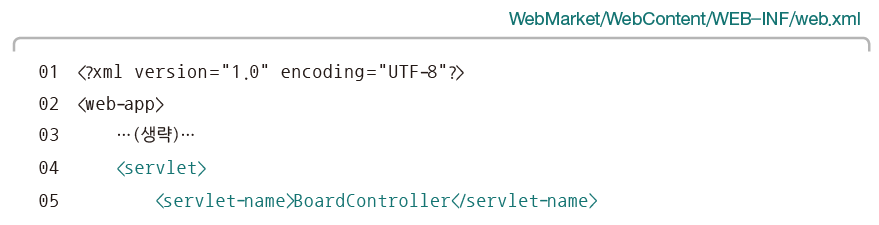 WebMarket/WebContent/WEB-INF/web.xml
01 <?xml version="1.0" encoding="UTF-8"?>
02 <web-app>
03 …(생략)…
04 <servlet>
05 <servlet-name>BoardController</servlet-name>